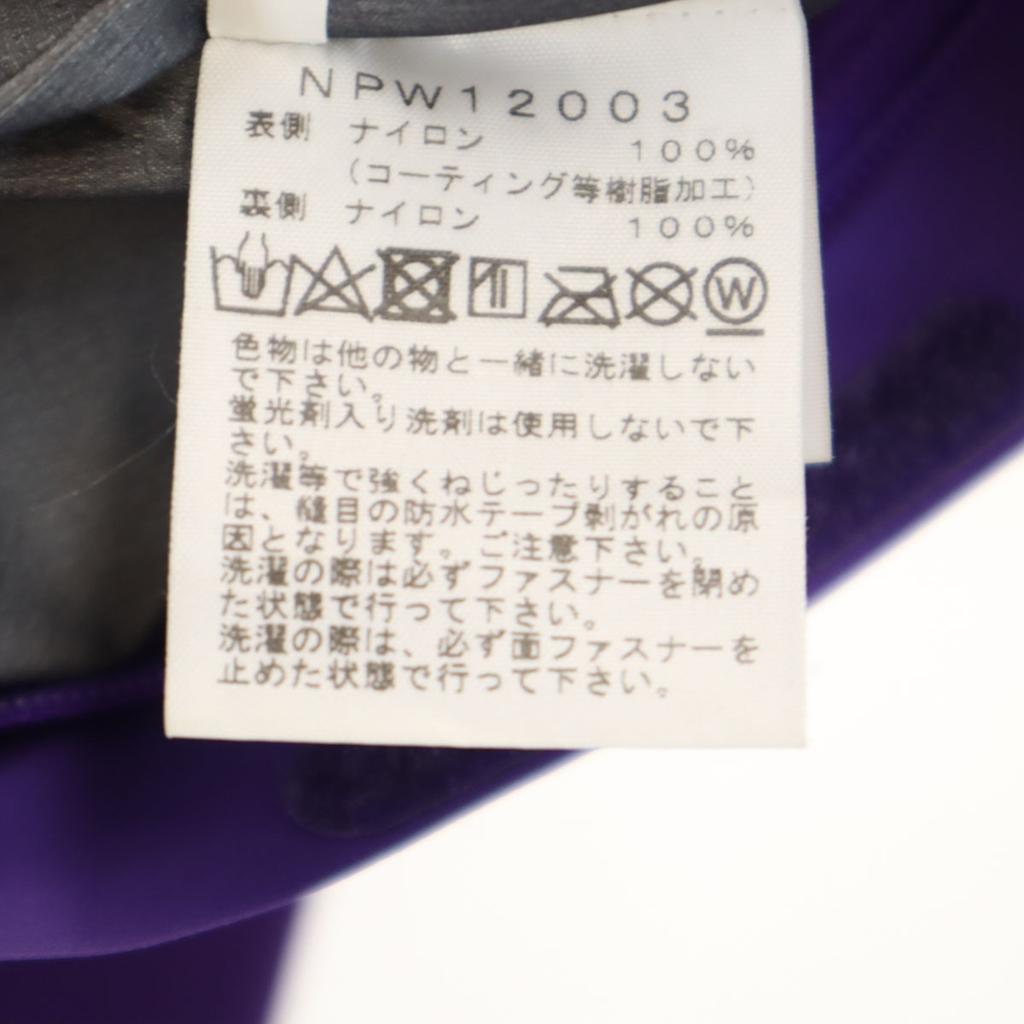 NPW12003
表側 ナイロン 100%
(コーティング等樹脂加工)
裏側 ナイロン 100%
W
色物は他の物と一緒に洗濯しない
で下さい。
蛍光剤入り洗剤は使用しないで下
さい。
洗濯等で強くねじったりすること
は、縫目の防水テープ剥がれの原
因となります。ご注意下さい。
洗濯の際は必ずファスナーを閉め
た状態で行って下さい。
洗濯の際は、必ず面ファスナーを
止めた状態で行って下さい。